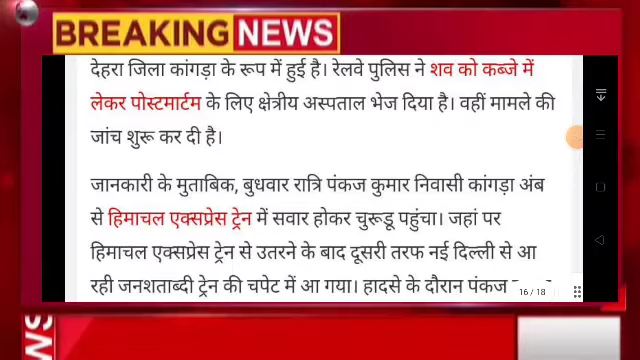 BREAKING NEWS
देहरा जिला कांगड़ा के रूप में हुई है। रेलवे पुलिस ने शव को कब्जे में
लेकर पोस्टमार्टम के लिए क्षेत्रीय अस्पताल भेज दिया है। वहीं मामले की
जांच शुरू कर दी है।
जानकारी के मुताबिक, बुधवार रात्रि पंकज कुमार निवासी कांगड़ा अंब
से हिमाचल एक्सप्रेस ट्रेन में सवार होकर चुरूडू पहुंचा। जहां पर
हिमाचल एक्सप्रेस ट्रेन से उतरने के बाद दूसरी तरफ नई दिल्ली से आ
रही जनशताब्दी ट्रेन की चपेट में आ गया। हादसे के दौरान पंकज
16 / 18